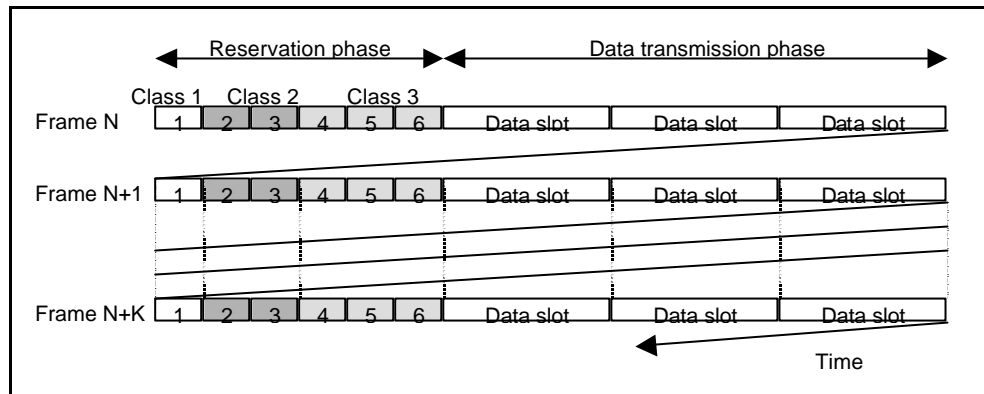 Reservation phase Data transmission phase
Class 1 Class 2 Class 3
Frame N 1 2 3 4 5 6 Data slot Data slot Data slot
Frame N+1 1 2 3 4 5 6 Data slot Data slot Data slot
Frame N+K 1 2 3 4 5 6 Data slot Data slot Data slot
Time